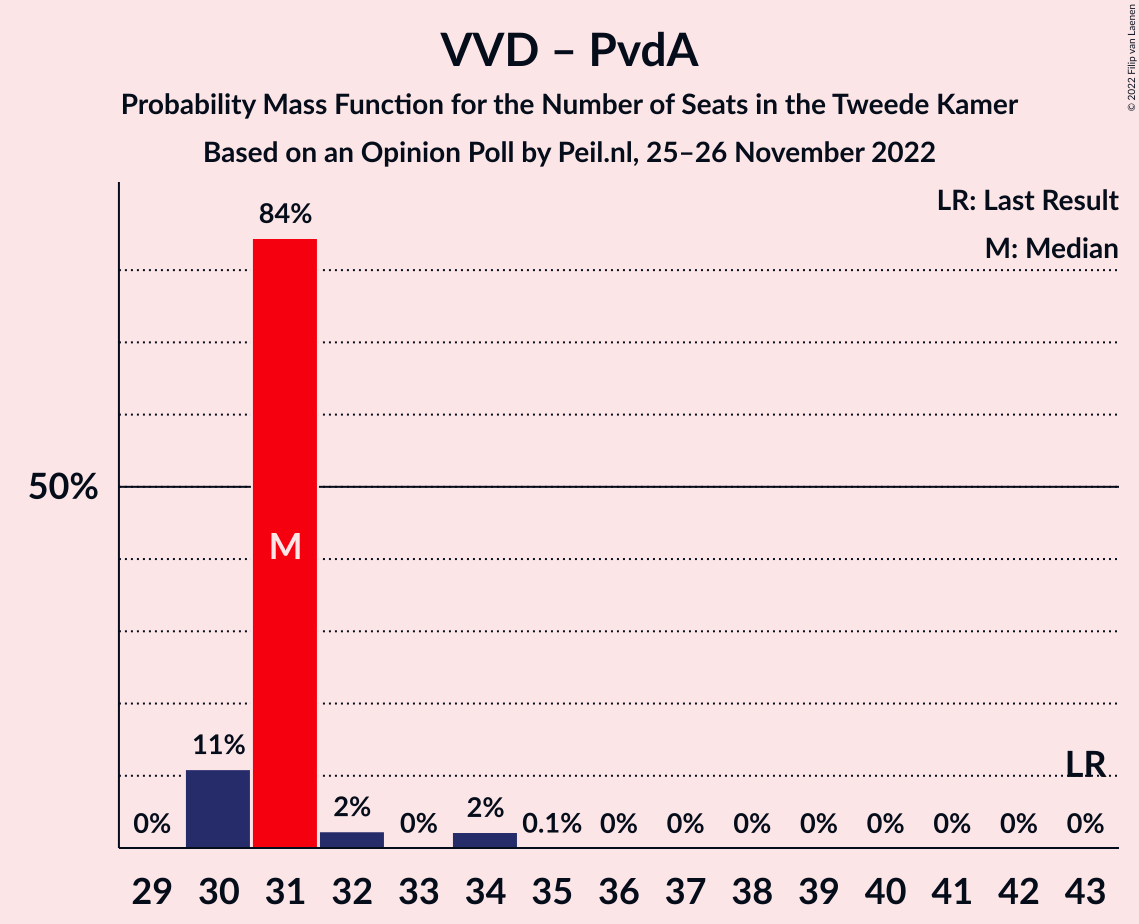 VVD – PvdA
Probability Mass Function for the Number of Seats in the Tweede Kamer
Based on an Opinion Poll by Peil.nl, 25–26 November 2022
© 2022 Filip van Laenen
LR: Last Result
M: Median
84%
50%
M
11%
LR
0% 2% 0% 2% 0.1% 0% 0% 0% 0% 0% 0% 0% 0%
29 30 31 32 33 34 35 36 37 38 39 40 41 42 43